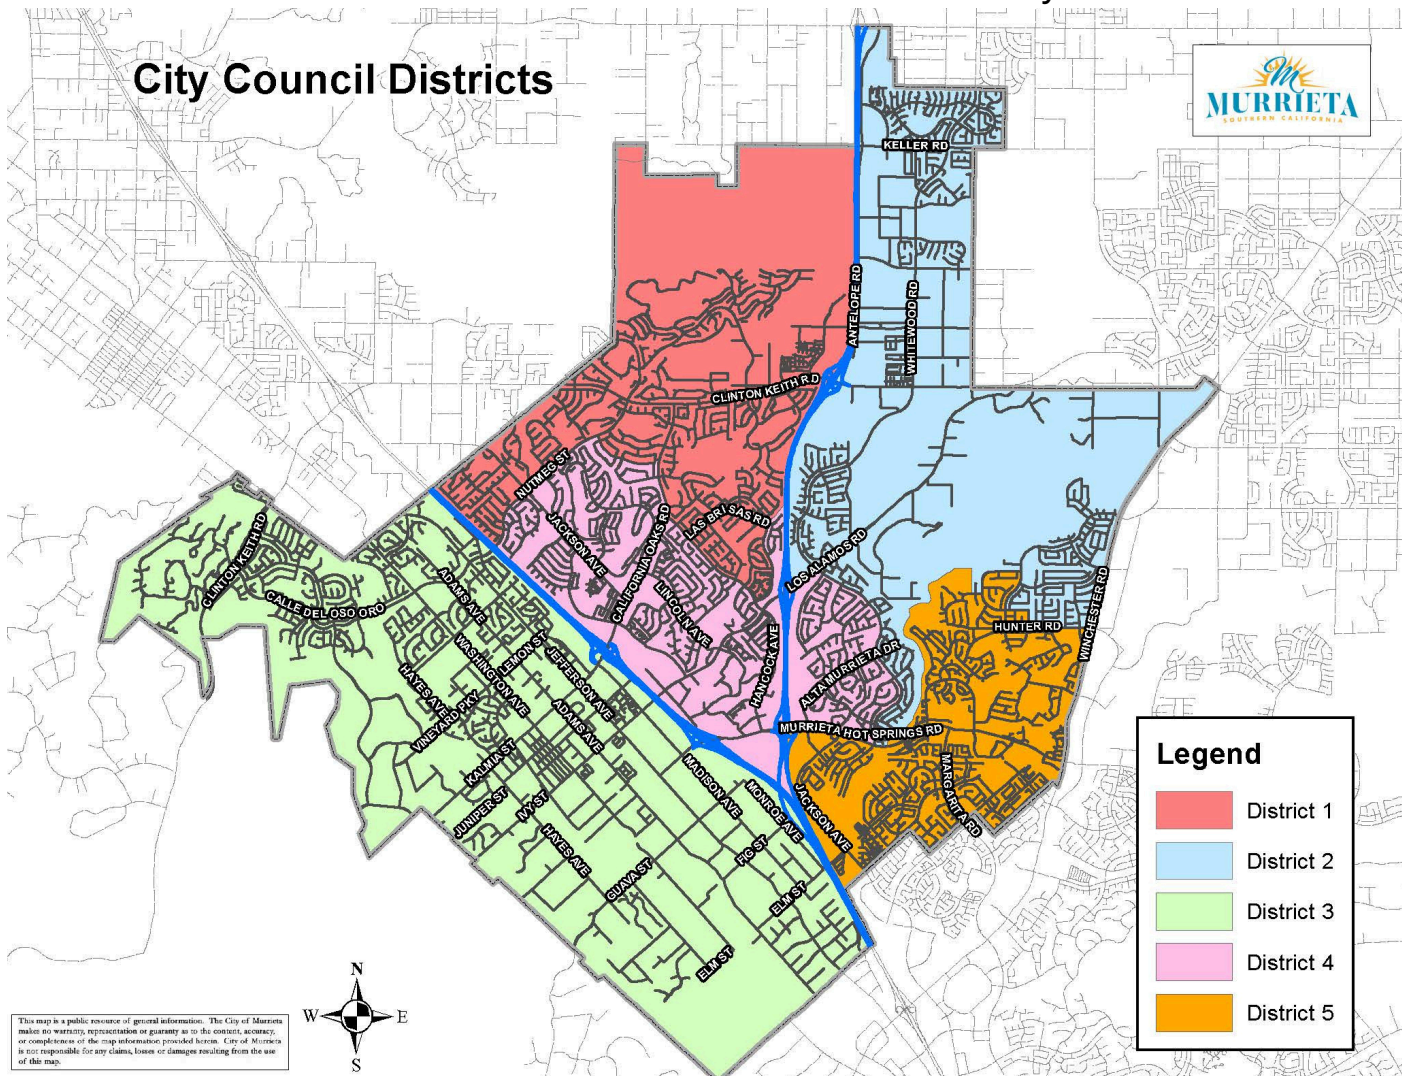 City Council Districts
M
MURRIETA
SOUTHERN CALIFORNIA
KELLER RD
ANTELOPE RD
WHITEWOOD RD
CLINTON KEITH RD
NUTMEG ST
LAS BRISAS RD
JACKSON AVE
CALIFORNIA OAKS RD
LOS ALAMOS RD
CLINTON KEITH RD
CALLE DEL OSO ORO
ADAMS AVE
LINCOLN AVE
HUNTER RD
WINCHESTER RD
LEMON ST
WASHINGTON AVE
JEFFERSON AVE
HANCOCK AVE
ALTA MURRIETA DR
HAYES AVE
VINEYARD PKY
ADAMS AVE
MURRIETA HOT SPRINGS RD
KALMIA ST
MADISON AVE
MONROE AVE
JACKSON AVE
MARGARITA RD
JUNIPER ST
IVY ST
HAYES AVE
FIG ST
GUAVA ST
ELM ST
ELM ST
Legend
District 1
District 2
District 3
District 4
District 5
N
W
E
S
This map is a public resource of general information. The City of Murrieta
makes no warranty, representation or guaranty as to the content, accuracy,
or completeness of the map information provided herein. City of Murrieta
is not responsible for any claims, losses or damages resulting from the use
of this map.